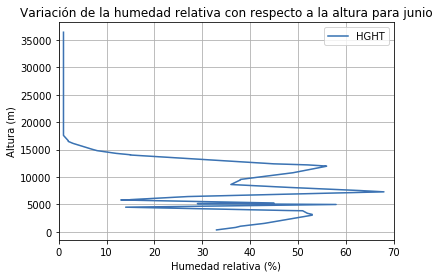 Variación de la humedad relativa con respecto a la altura para junio
HGHT
35000
30000
25000
20000
15000
10000
5000
0
Altura (m)
0 10 20 30 40 50 60 70
Humedad relativa (%)